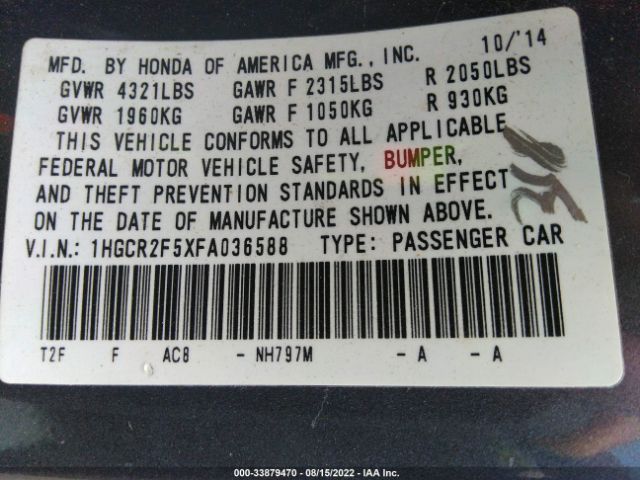 MFD. BY HONDA OF AMERICA MFG., INC. 10/'14
GVWR 4321LBS GAWR F 2315LBS R 2050LBS
GVWR 1960KG GAWR F 1050KG R 930KG
THIS VEHICLE CONFORMS TO ALL APPLICABLE
FEDERAL MOTOR VEHICLE SAFETY, BUMPER,
AND THEFT PREVENTION STANDARDS IN EFFECT
ON THE DATE OF MANUFACTURE SHOWN ABOVE.
V.I.N.: 1HGCR2F5XFA036588 TYPE: PASSENGER CAR
T2F F AC8 - NH797M - A - A
000-33879470 - 08/15/2022 - IAA Inc.